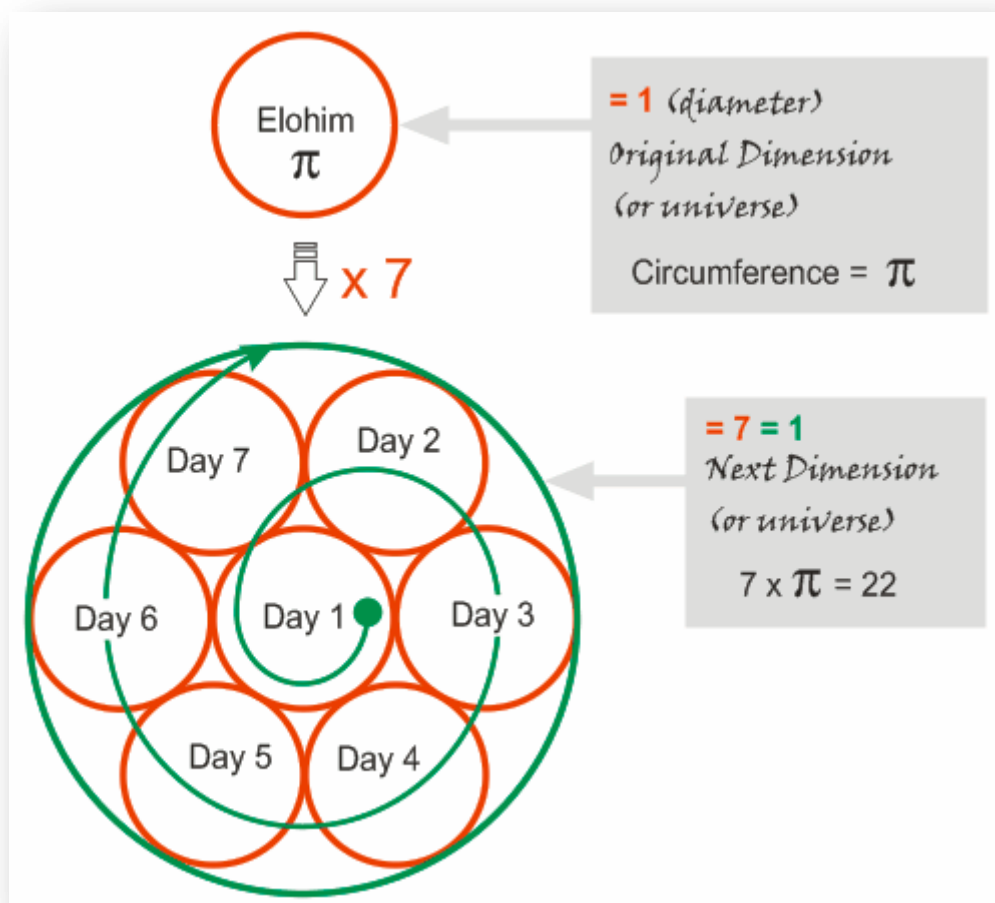 Elohim
π
= 1 (diameter)
Original Dimension
(or universe)
Circumference = π
x 7
Day 7
Day 2
Day 6
Day 1
Day 3
Day 5
Day 4
= 7 = 1
Next Dimension
(or universe)
7 x π = 22